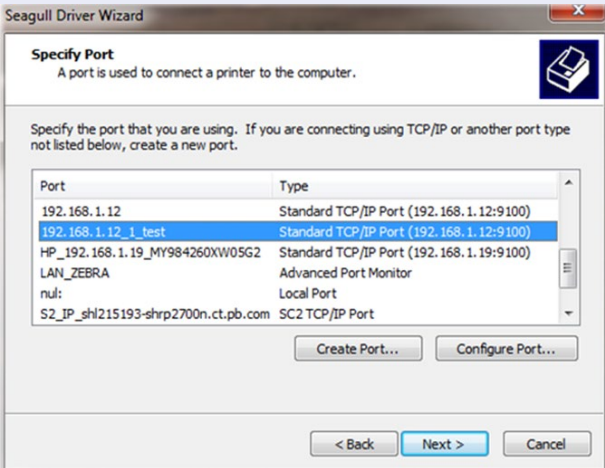 Seagull Driver Wizard
Specify Port
A port is used to connect a printer to the computer.
Specify the port that you are using. If you are connecting using TCP/IP or another port type
not listed below, create a new port.
Port Type
192.168.1.12 Standard TCP/IP Port (192.168.1.12:9100)
192.168.1.12_1_test Standard TCP/IP Port (192.168.1.12:9100)
HP_192.168.1.19_MY984260XW05G2 Standard TCP/IP Port (192.168.1.19:9100)
LAN_ZEBRA Advanced Port Monitor
nul: Local Port
S2_IP_shl215193-shrp2700n.ct.pb.com SC2 TCP/IP Port
Create Port... Configure Port...
< Back Next > Cancel